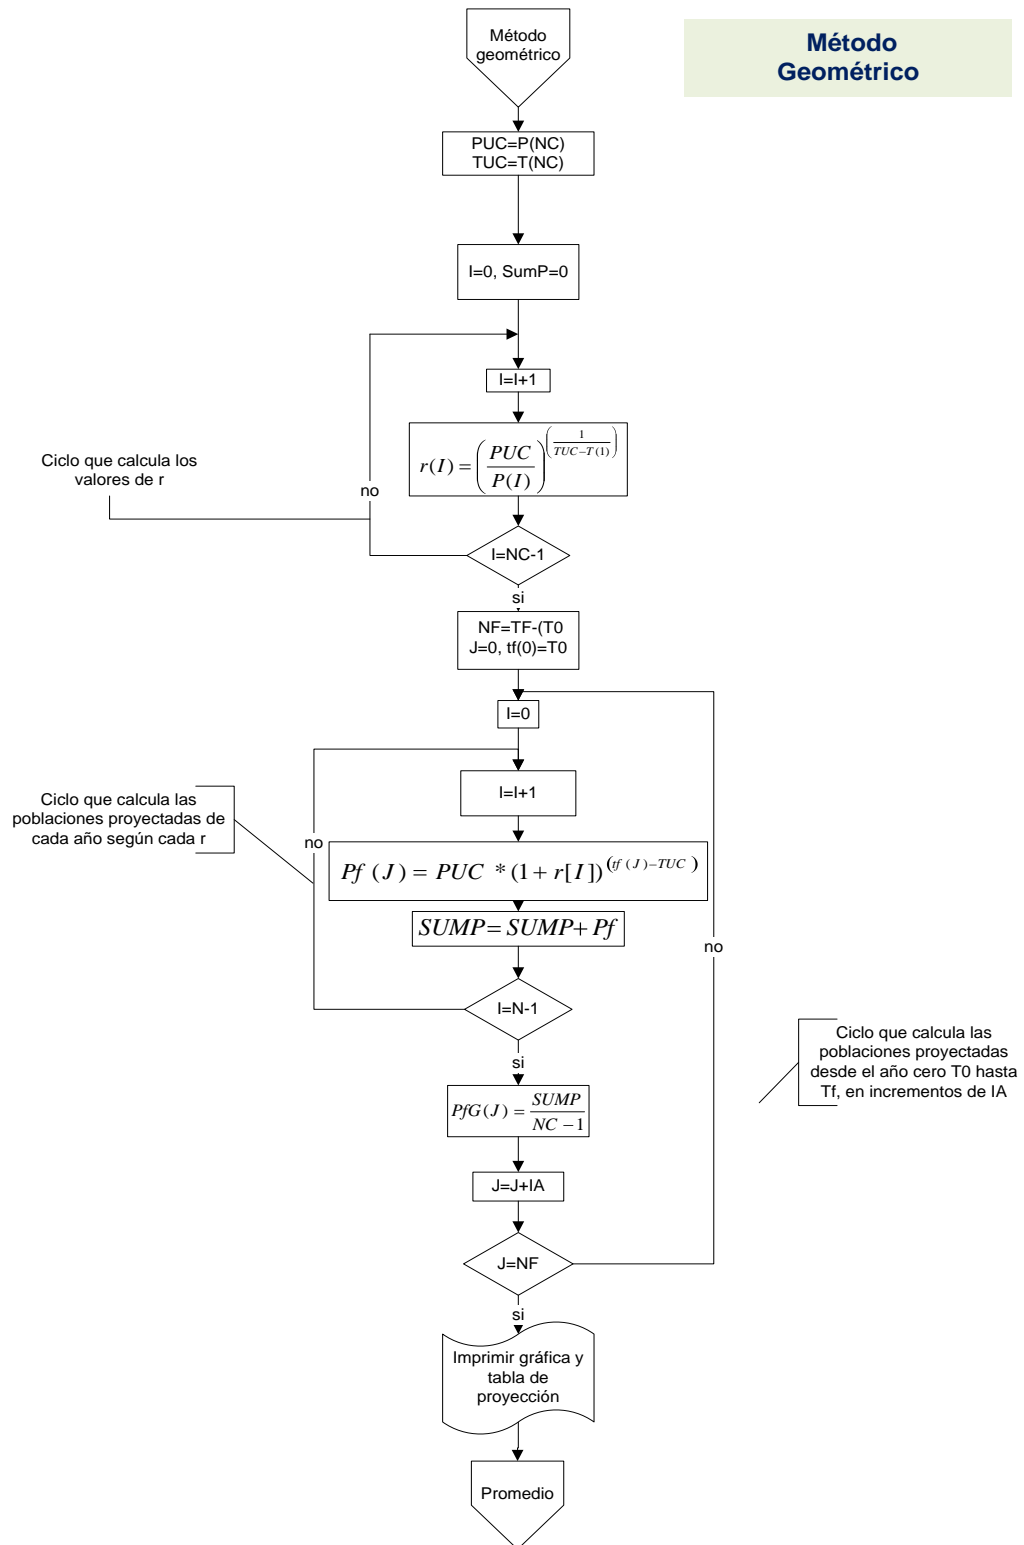 Método
geométrico
Método
Geométrico
PUC=P(NC)
TUC=T(NC)
I=0, SumP=0
I=I+1
r(I) = (PUC / P(I))^(1 / (TUC−T(1)))
Ciclo que calcula los
valores de r
no
I=NC-1
si
NF=TF-(T0
J=0, tf(0)=T0
I=0
I=I+1
Ciclo que calcula las
poblaciones proyectadas de
cada año según cada r
no
Pf (J) = PUC * (1 + r[I])^(tf (J)−TUC )
SUMP = SUMP + Pf
no
I=N-1
si
Ciclo que calcula las
poblaciones proyectadas
desde el año cero T0 hasta
Tf, en incrementos de IA
PfG(J) = SUMP / NC − 1
J=J+IA
J=NF
si
Imprimir gráfica y
tabla de
proyección
Promedio